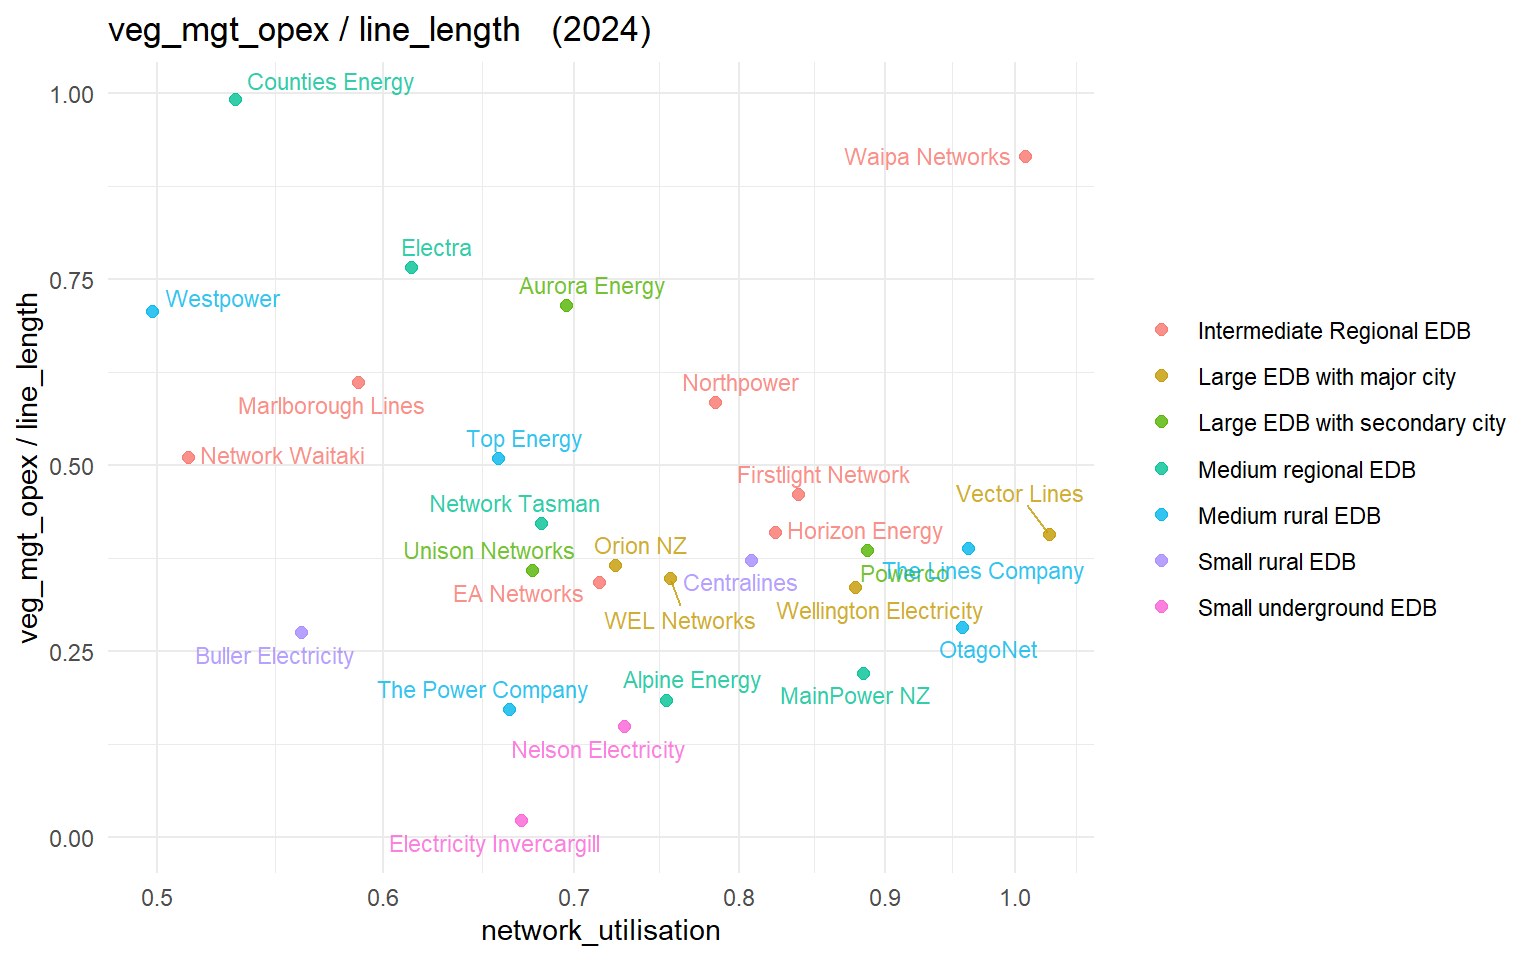 veg_mgt_opex / line_length (2024)
Counties Energy
1.00
Waipa Networks
Electra
0.75
Aurora Energy
Westpower
Northpower
Marlborough Lines
Top Energy
Network Waitaki
0.50
Firstlight Network
Vector Lines
Network Tasman
Horizon Energy
Unison Networks
Orion NZ
Powerco
The Lines Company
Centralines
EA Networks
WEL Networks
Wellington Electricity
OtagoNet
Buller Electricity
0.25
The Power Company
Alpine Energy
MainPower NZ
Nelson Electricity
0.00
Electricity Invercargill
veg_mgt_opex / line_length
0.5 0.6 0.7 0.8 0.9 1.0
network_utilisation
Intermediate Regional EDB
Large EDB with major city
Large EDB with secondary city
Medium regional EDB
Medium rural EDB
Small rural EDB
Small underground EDB